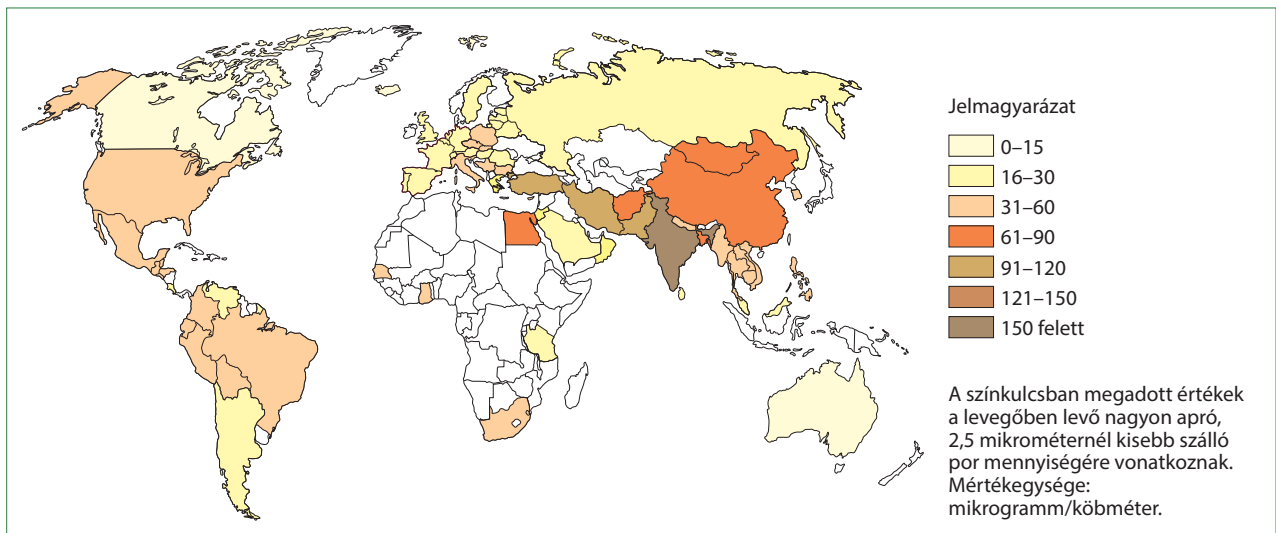 Jelmagyarázat
0–15
16–30
31–60
61–90
91–120
121–150
150 felett
A színkulcsban megadott értékek
a levegőben levő nagyon apró,
2,5 mikrométernél kisebb szálló
por mennyiségére vonatkoznak.
Mértékegysége:
mikrogramm/köbméter.